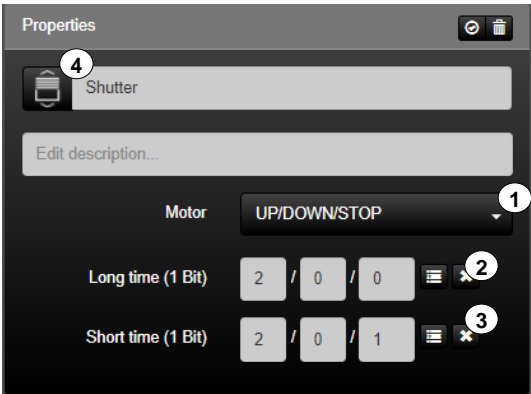 Properties
4
Shutter
Edit description...
Motor UP/DOWN/STOP 1
Long time (1 Bit) 2 / 0 / 0 2
Short time (1 Bit) 2 / 0 / 1 3